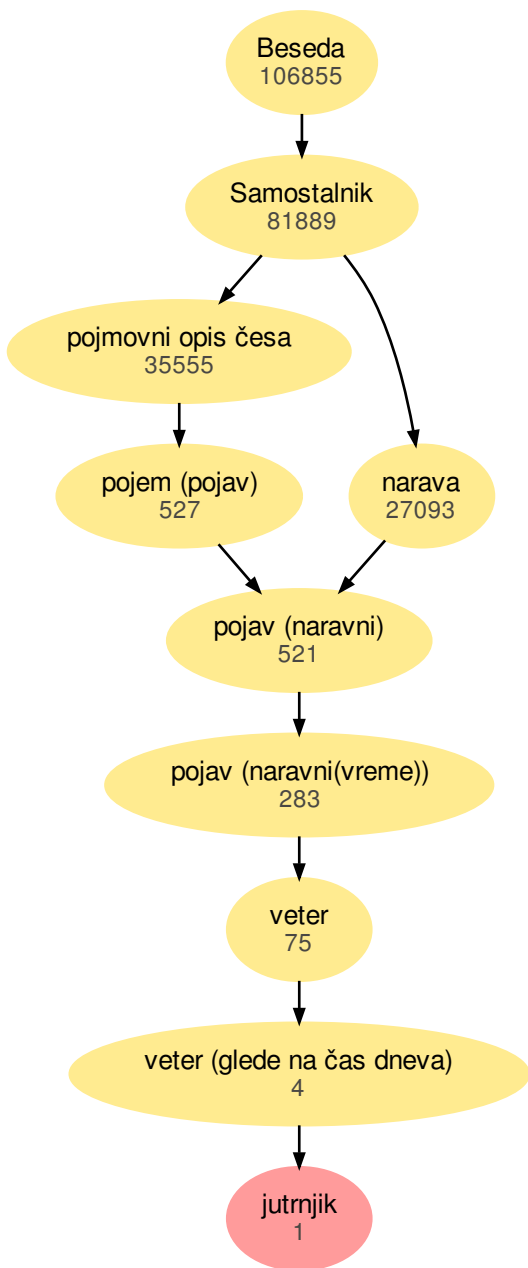 Beseda
106855
Samostalnik
81889
pojmovni opis česa
35555
pojem (pojav)
527
narava
27093
pojav (naravni)
521
pojav (naravni(vreme))
283
veter
75
veter (glede na čas dneva)
4
jutrnjik
1